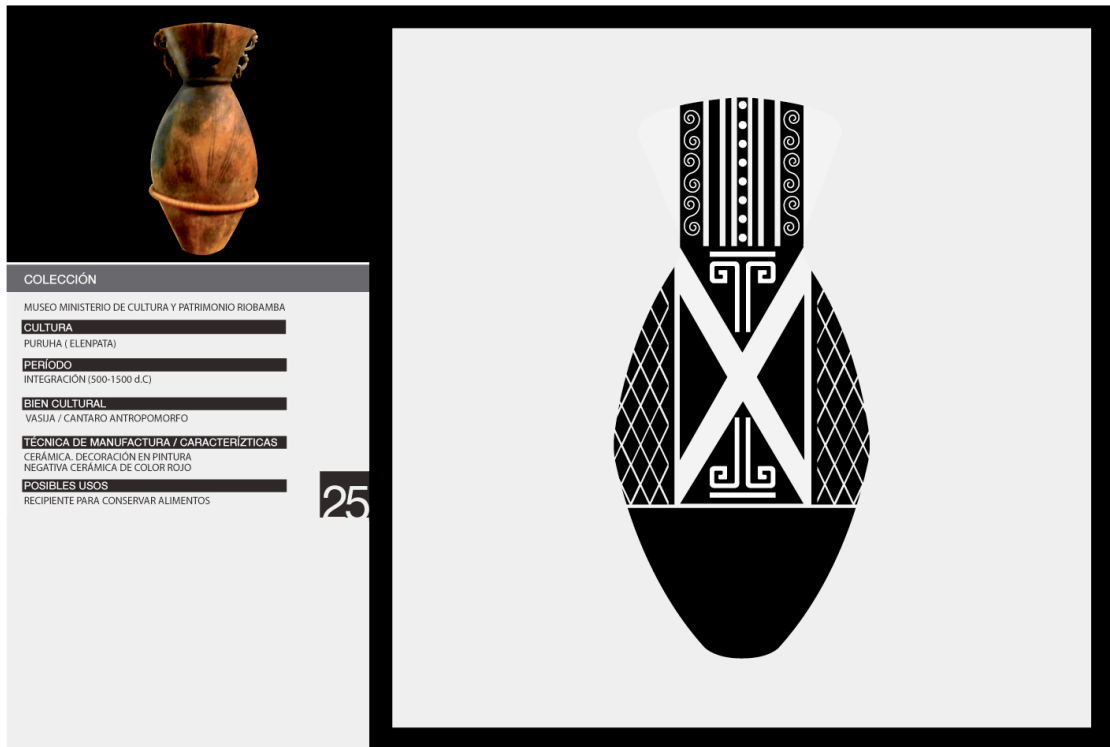 COLECCIÓN
MUSEO MINISTERIO DE CULTURA Y PATRIMONIO RIOBAMBA
CULTURA
PURUHA ( ELENPATA)
PERÍODO
INTEGRACIÓN (500-1500 d.C)
BIEN CULTURAL
VASIJA / CANTARO ANTROPOMORFO
TÉCNICA DE MANUFACTURA / CARACTERÍZTICAS
CERÁMICA. DECORACIÓN EN PINTURA
NEGATIVA CERÁMICA DE COLOR ROJO
POSIBLES USOS
RECIPIENTE PARA CONSERVAR ALIMENTOS
25